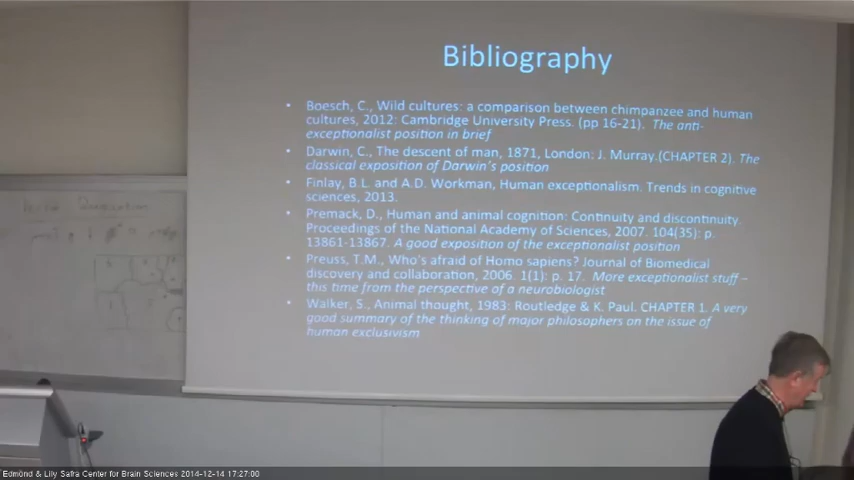 Bibliography
• Boesch, C., Wild cultures: a comparison between chimpanzee and human
cultures, 2012: Cambridge University Press. (pp 16-21). The anti-
exceptionalist position in brief
• Darwin, C., The descent of man, 1871, London: J. Murray.(CHAPTER 2). The
classical exposition of Darwin's position
• Finlay, B.L. and A.D. Workman, Human exceptionalism. Trends in cognitive
sciences, 2013.
• Premack, D., Human and animal cognition: Continuity and discontinuity.
Proceedings of the National Academy of Sciences, 2007. 104(35): p.
13861-13867. A good exposition of the exceptionalist position
• Preuss, T.M., Who's afraid of Homo sapiens? Journal of Biomedical
discovery and collaboration, 2006. 1(1): p. 17. More exceptionalist stuff –
this time from the perspective of a neurobiologist
• Walker, S., Animal thought, 1983: Routledge & K. Paul. CHAPTER 1. A very
good summary of the thinking of major philosophers on the issue of
human exclusivism
Edmond & Lily Safra Center for Brain Sciences 2014-12-14 17:27:00